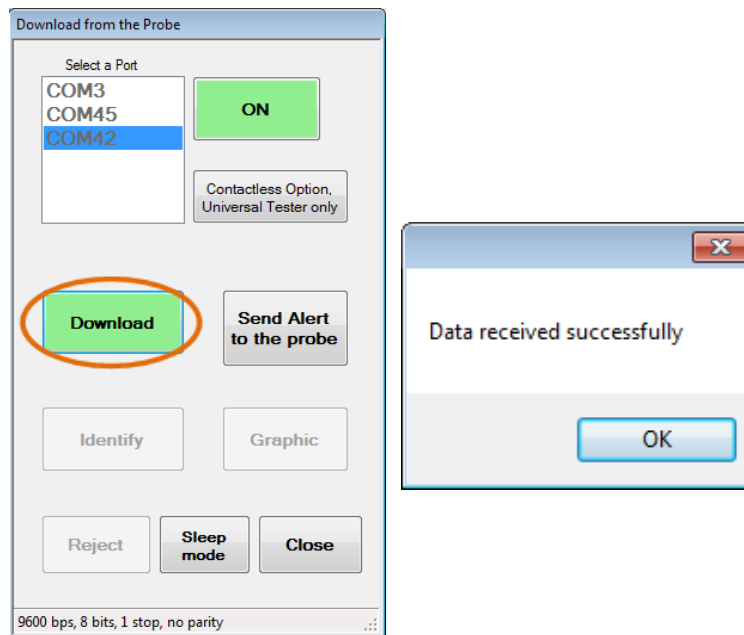 Download from the Probe
Select a Port
COM3
COM45
COM42
ON
Contactless Option,
Universal Tester only
Download
Send Alert
to the probe
Identify
Graphic
Reject
Sleep
mode
Close
9600 bps, 8 bits, 1 stop, no parity
Data received successfully
OK